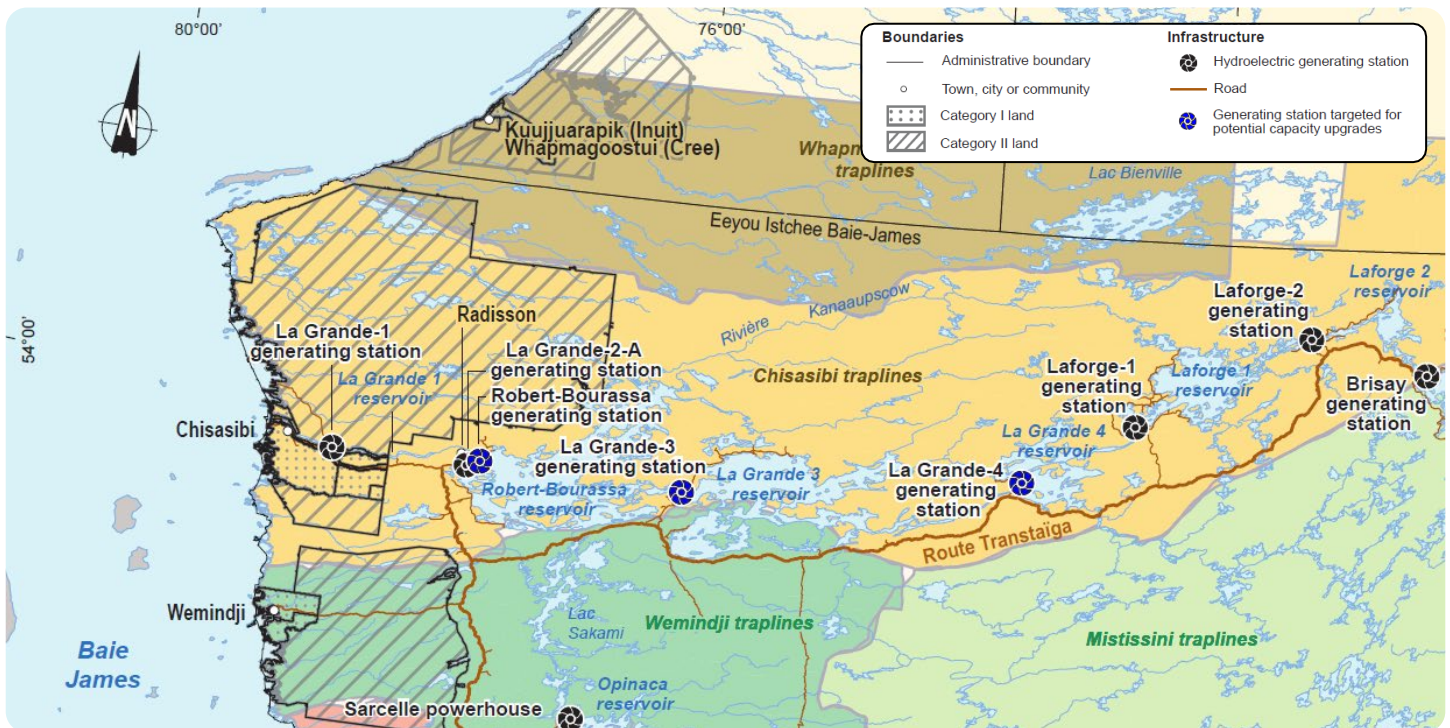 80°00'
76°00'
54°00'
Boundaries
Administrative boundary
Town, city or community
Category I land
Category II land
Infrastructure
Hydroelectric generating station
Road
Generating station targeted for
potential capacity upgrades
N
Kuujjuarapik (Inuit)
Whapmagoostui (Cree)
traplines
Lac Bienville
Eeyou Istchee Baie-James
Rivière Kanaaupscow
Laforge 2
reservoir
Laforge-2
generating
station
Radisson
La Grande-1
generating station
La Grande-2-A
generating station
La Grande 1
reservoir
Robert-Bourassa
generating station
Chisasibi traplines
Laforge-1
generating
station
Laforge 1
reservoir
Brisay
generating
station
Chisasibi
La Grande-3
generating station
La Grande 4
reservoir
La Grande 3
reservoir
La Grande-4
generating
station
Robert-Bourassa
reservoir
Route Transtaïga
Wemindji
Lac
Sakami
Wemindji traplines
Mistissini traplines
Baie
James
Opinaca
reservoir
Sarcelle powerhouse